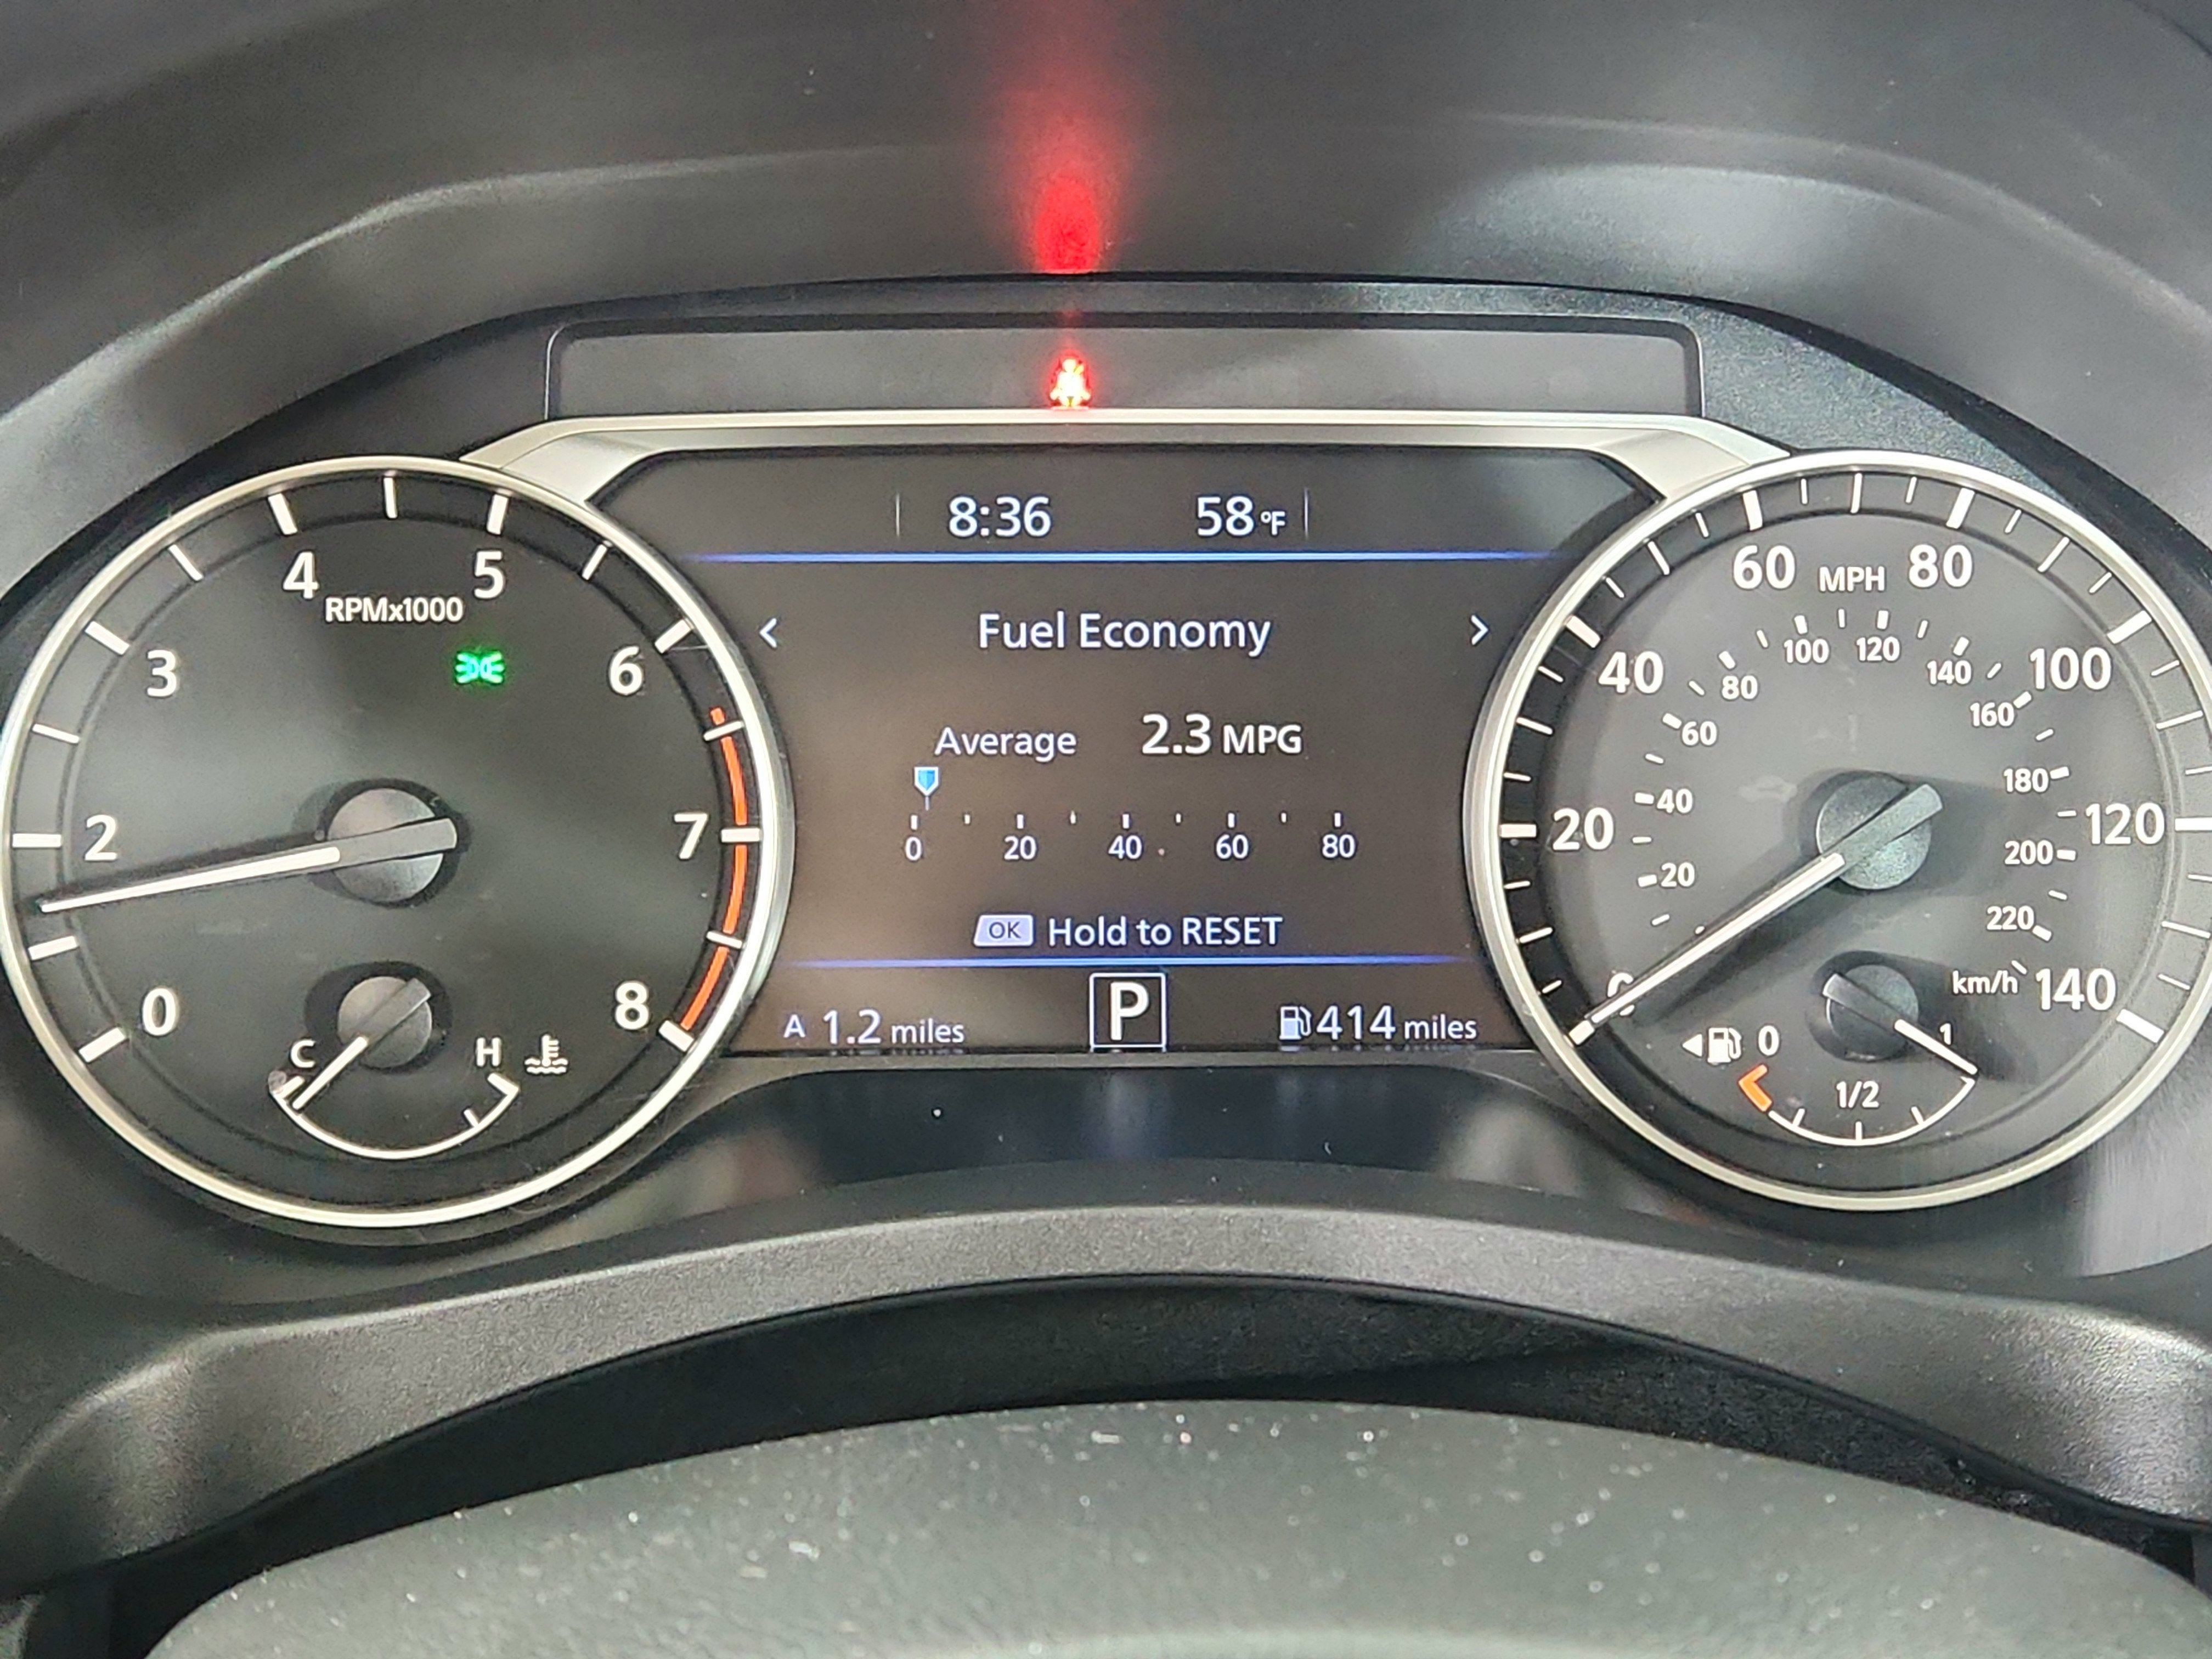 8:36 58°F
< Fuel Economy >
Average 2.3 MPG
0 20 40 60 80
OK Hold to RESET
A 1.2 miles P 414 miles
0 2 3 4 5 6 7 8
RPMx1000
C H
20 40 60 80 100 120 140
MPH
20 40 60 80 100 120 140 160 180 200 220
km/h
0 1/2 1